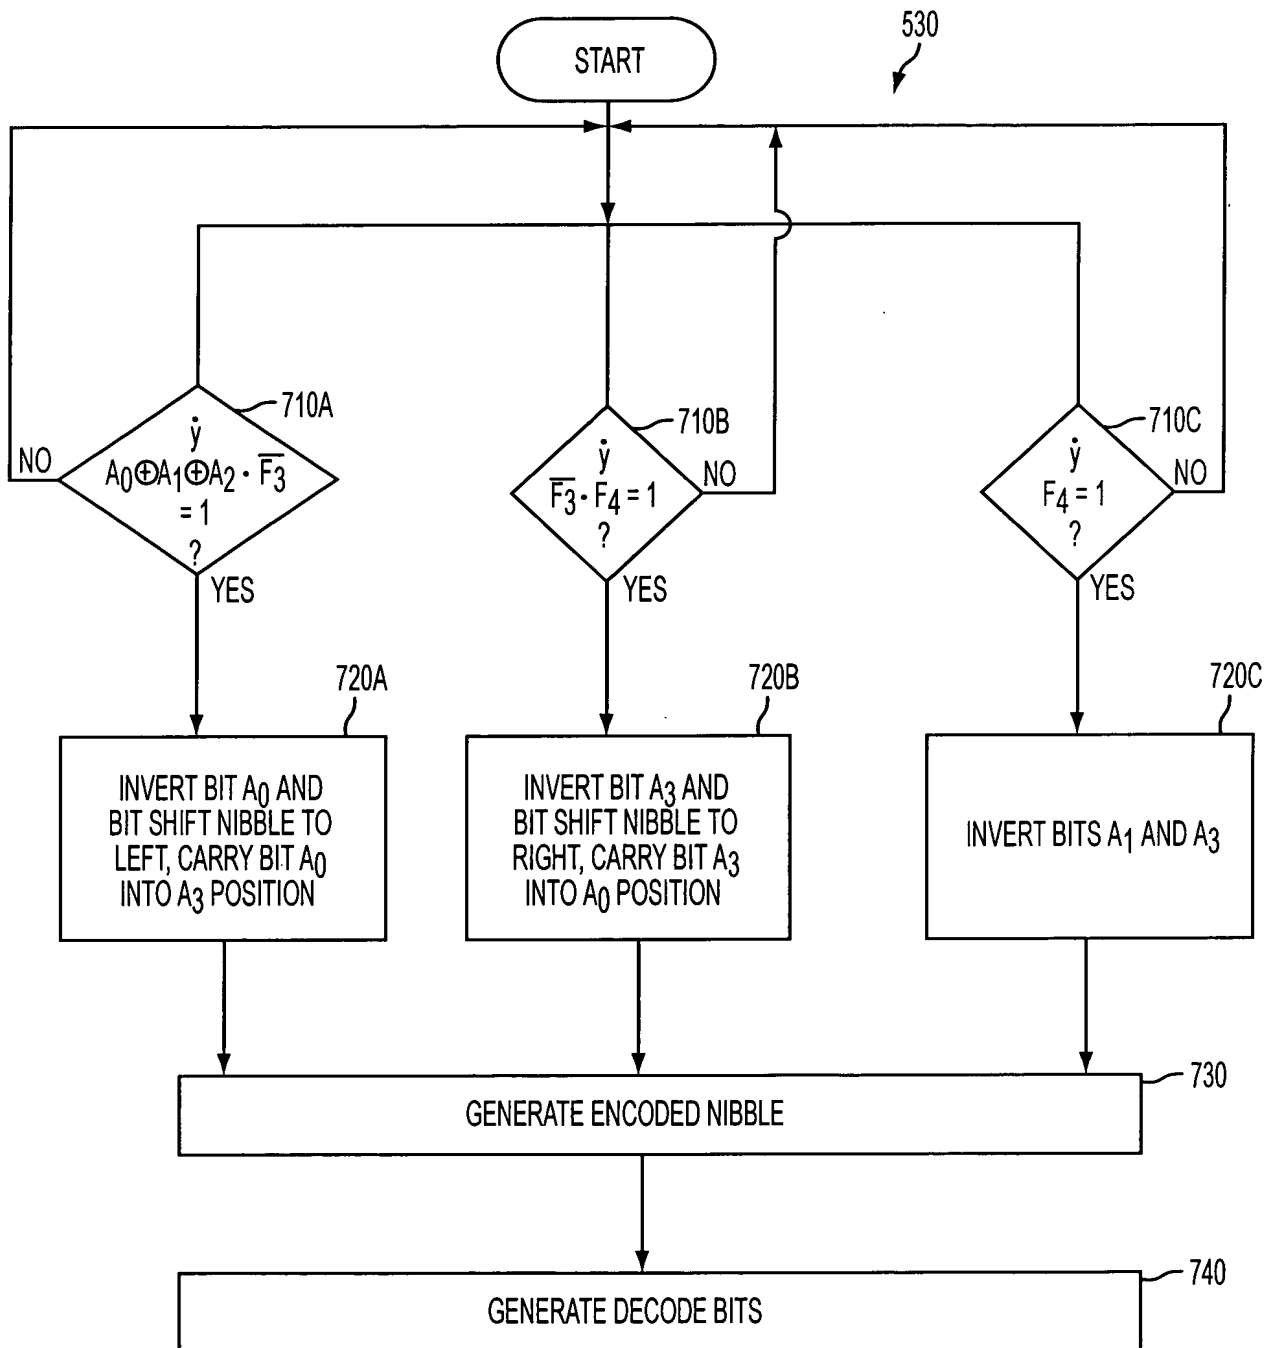 530
START
710A
ẏ
A₀⊕A₁⊕A₂ · F̅₃
= 1
?
NO
YES
710B
ẏ
F̅₃ · F₄ = 1
?
NO
YES
710C
ẏ
F₄ = 1
?
NO
YES
720A
INVERT BIT A₀ AND
BIT SHIFT NIBBLE TO
LEFT, CARRY BIT A₀
INTO A₃ POSITION
720B
INVERT BIT A₃ AND
BIT SHIFT NIBBLE TO
RIGHT, CARRY BIT A₃
INTO A₀ POSITION
720C
INVERT BITS A₁ AND A₃
730
GENERATE ENCODED NIBBLE
740
GENERATE DECODE BITS